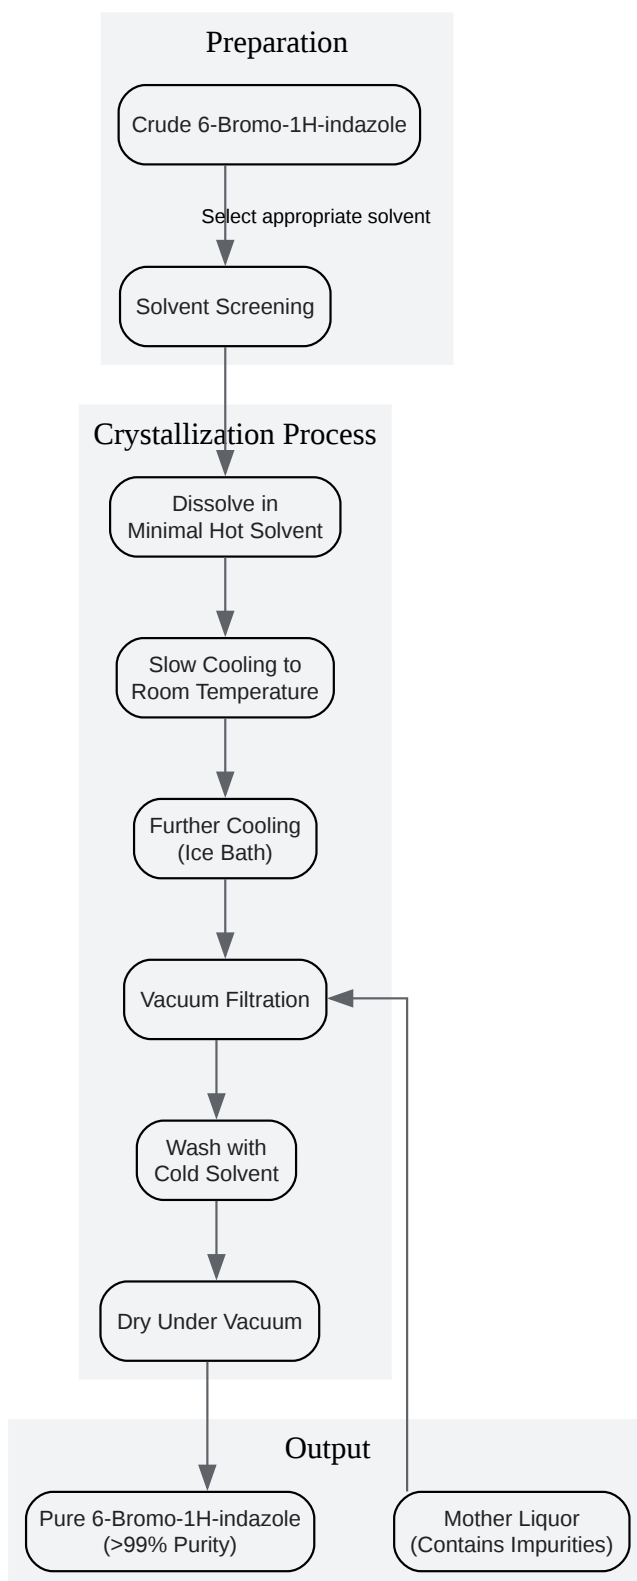 Preparation
Crude 6-Bromo-1H-indazole
Select appropriate solvent
Solvent Screening
Crystallization Process
Dissolve in
Minimal Hot Solvent
Slow Cooling to
Room Temperature
Further Cooling
(Ice Bath)
Vacuum Filtration
Wash with
Cold Solvent
Dry Under Vacuum
Output
Pure 6-Bromo-1H-indazole
(>99% Purity)
Mother Liquor
(Contains Impurities)